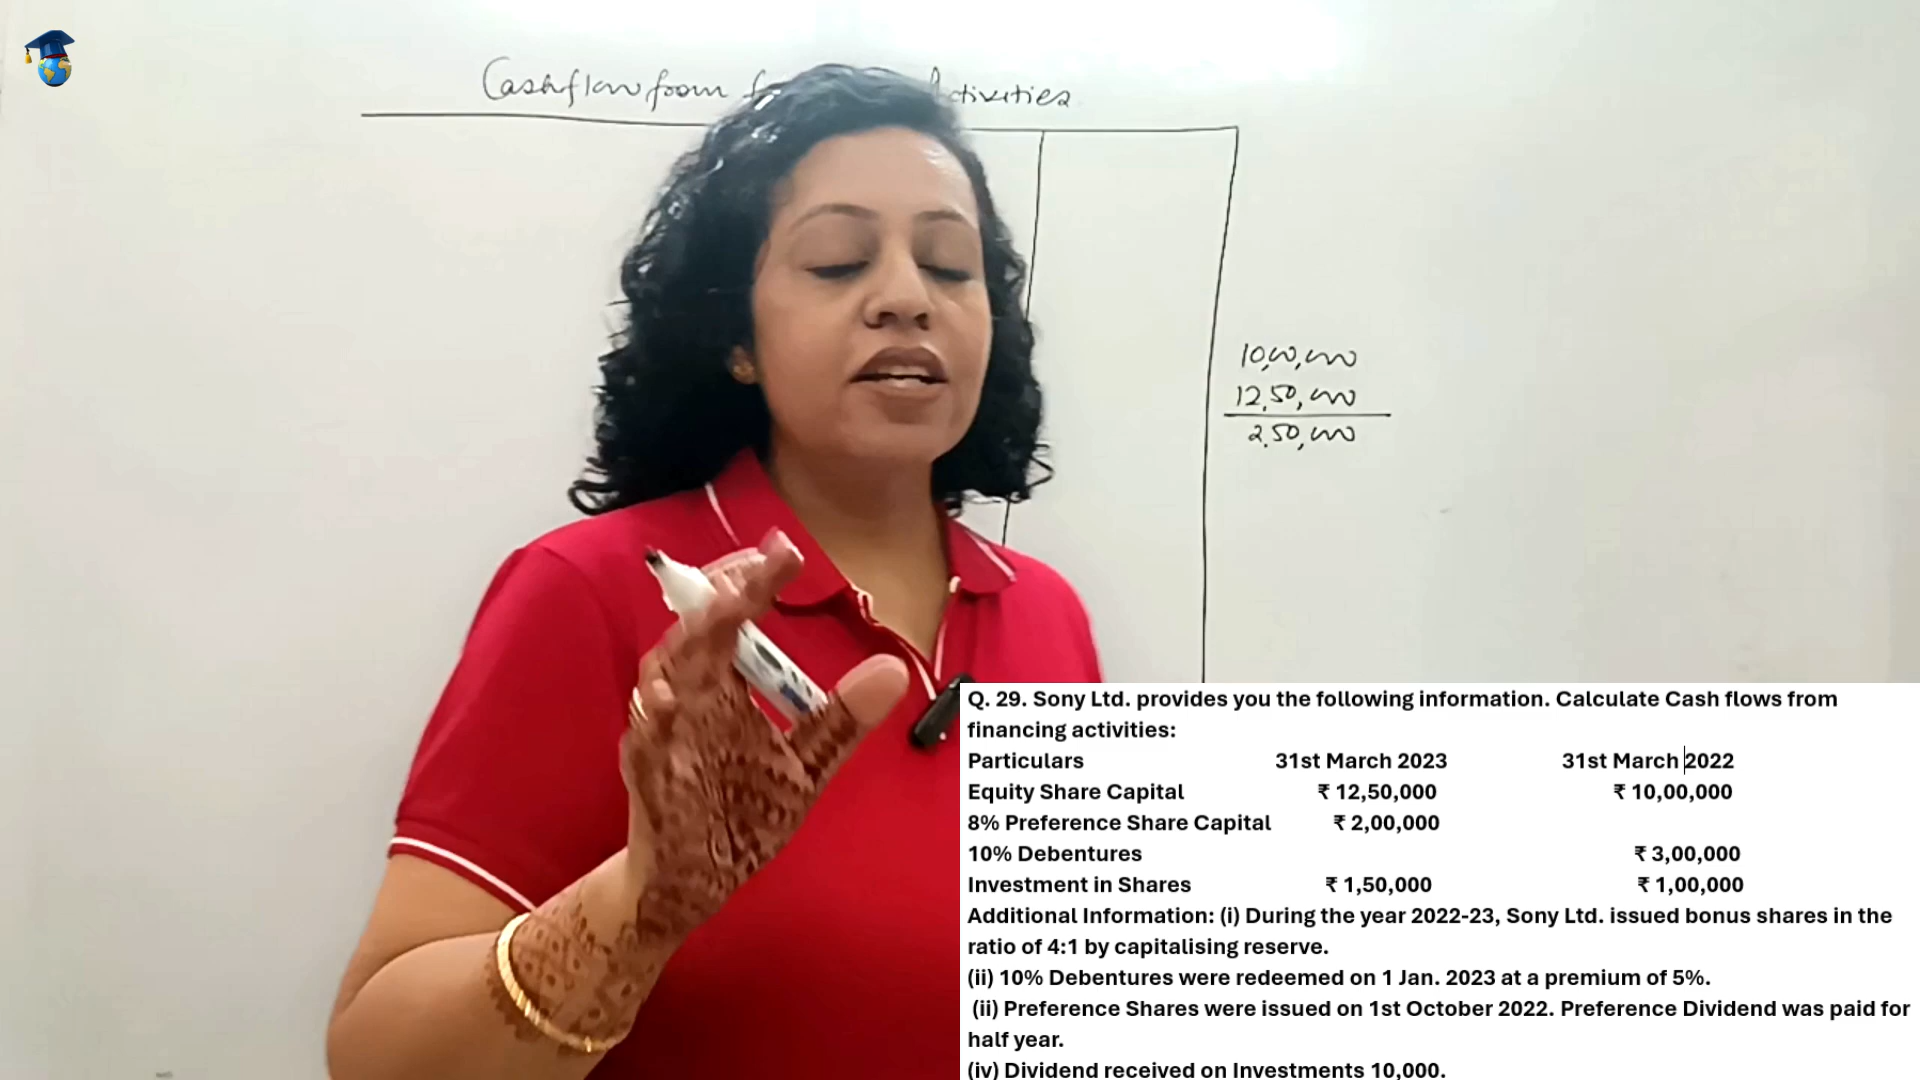 Cashflow from Activities
10,00,000
12,50,000
2,50,000
Q. 29. Sony Ltd. provides you the following information. Calculate Cash flows from
financing activities:
Particulars 31st March 2023 31st March 2022
Equity Share Capital ₹ 12,50,000 ₹ 10,00,000
8% Preference Share Capital ₹ 2,00,000
10% Debentures ₹ 3,00,000
Investment in Shares ₹ 1,50,000 ₹ 1,00,000
Additional Information: (i) During the year 2022-23, Sony Ltd. issued bonus shares in the
ratio of 4:1 by capitalising reserve.
(ii) 10% Debentures were redeemed on 1 Jan. 2023 at a premium of 5%.
(ii) Preference Shares were issued on 1st October 2022. Preference Dividend was paid for
half year.
(iv) Dividend received on Investments 10,000.